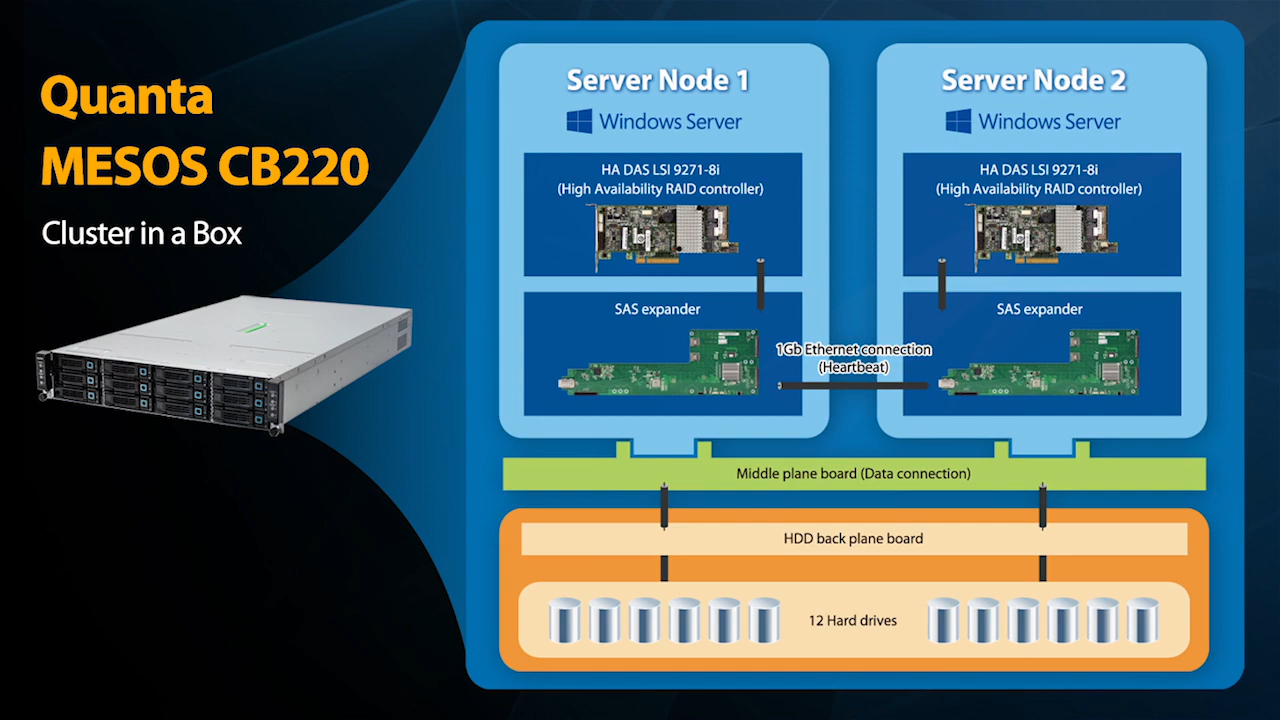 Quanta
MESOS CB220
Cluster in a Box
Server Node 1
Windows Server
HA DAS LSI 9271-8i
(High Availability RAID controller)
SAS expander
Server Node 2
Windows Server
HA DAS LSI 9271-8i
(High Availability RAID controller)
SAS expander
1Gb Ethernet connection
(Heartbeat)
Middle plane board (Data connection)
HDD back plane board
12 Hard drives